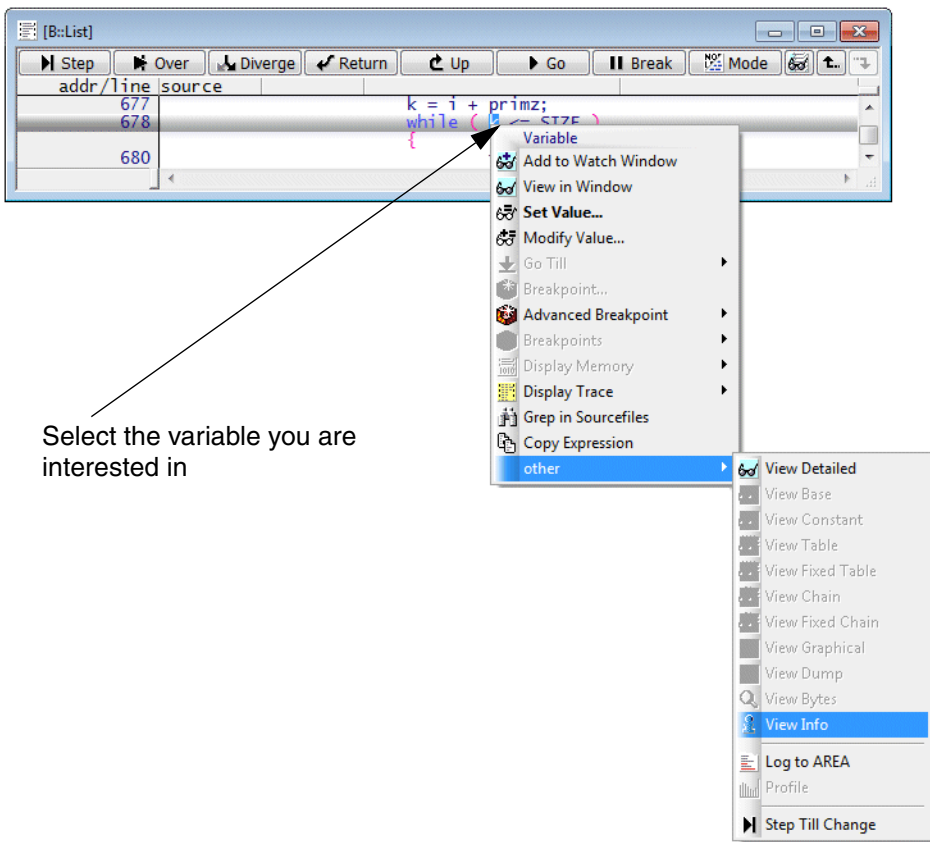 [B::List]
Step Over Diverge Return Up Go Break Mode
addr/line source
677 k = i + primz;
678 while ( <= SIZE )
{
680
Variable
Add to Watch Window
View in Window
Set Value...
Modify Value...
Go Till
Breakpoint...
Advanced Breakpoint
Breakpoints
Display Memory
Display Trace
Grep in Sourcefiles
Copy Expression
other
Select the variable you are
interested in
View Detailed
View Base
View Constant
View Table
View Fixed Table
View Chain
View Fixed Chain
View Graphical
View Dump
View Bytes
View Info
Log to AREA
Profile
Step Till Change